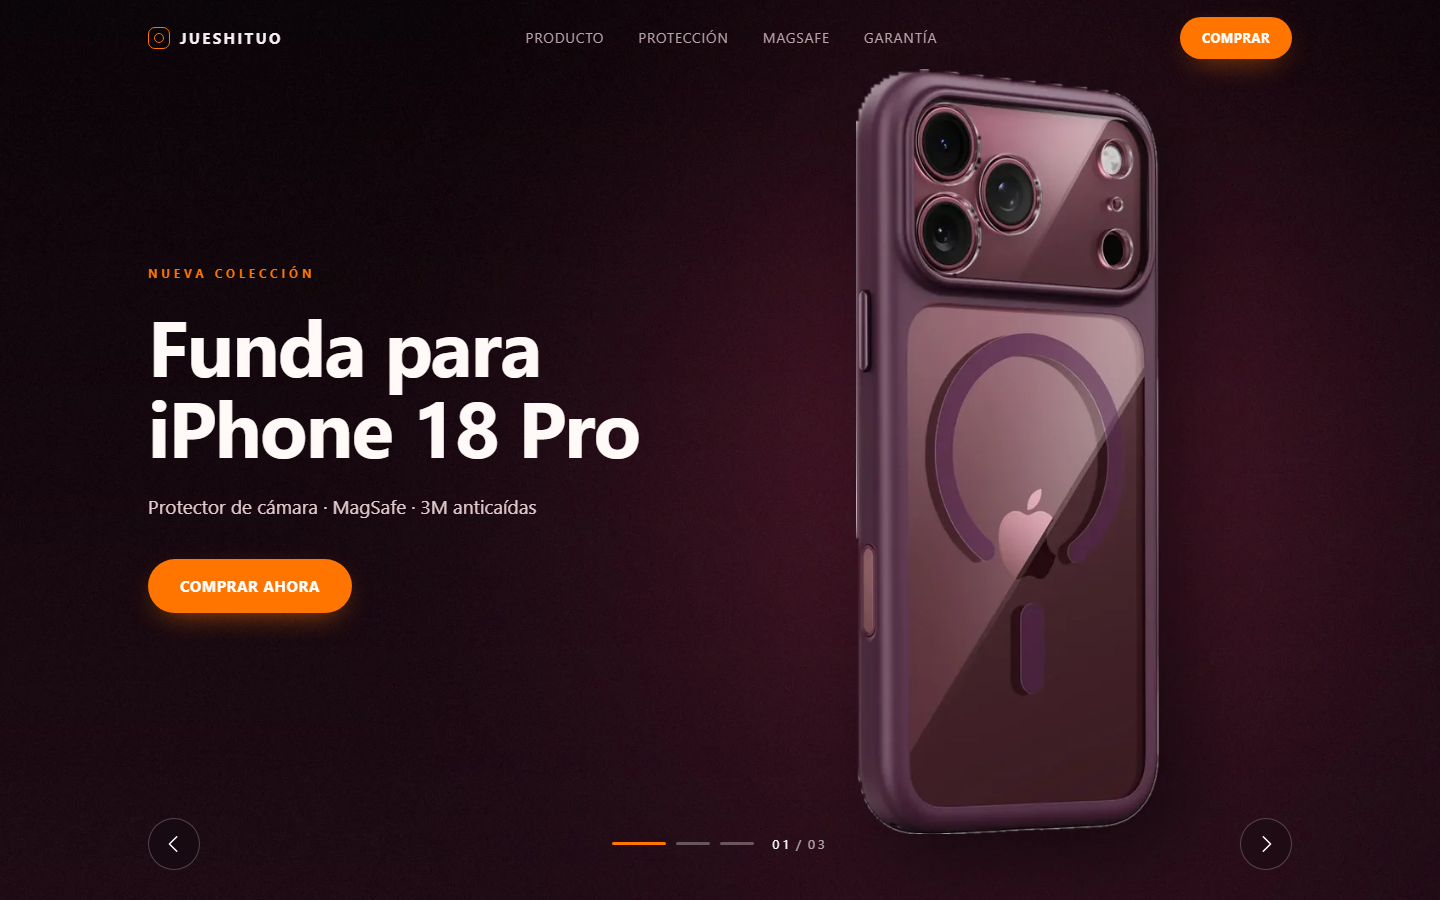 JUESHITUO
PRODUCTO
PROTECCIÓN
MAGSAFE
GARANTÍA
COMPRAR
NUEVA COLECCIÓN
Funda para
iPhone 18 Pro
Protector de cámara · MagSafe · 3M anticaídas
COMPRAR AHORA
01 / 03